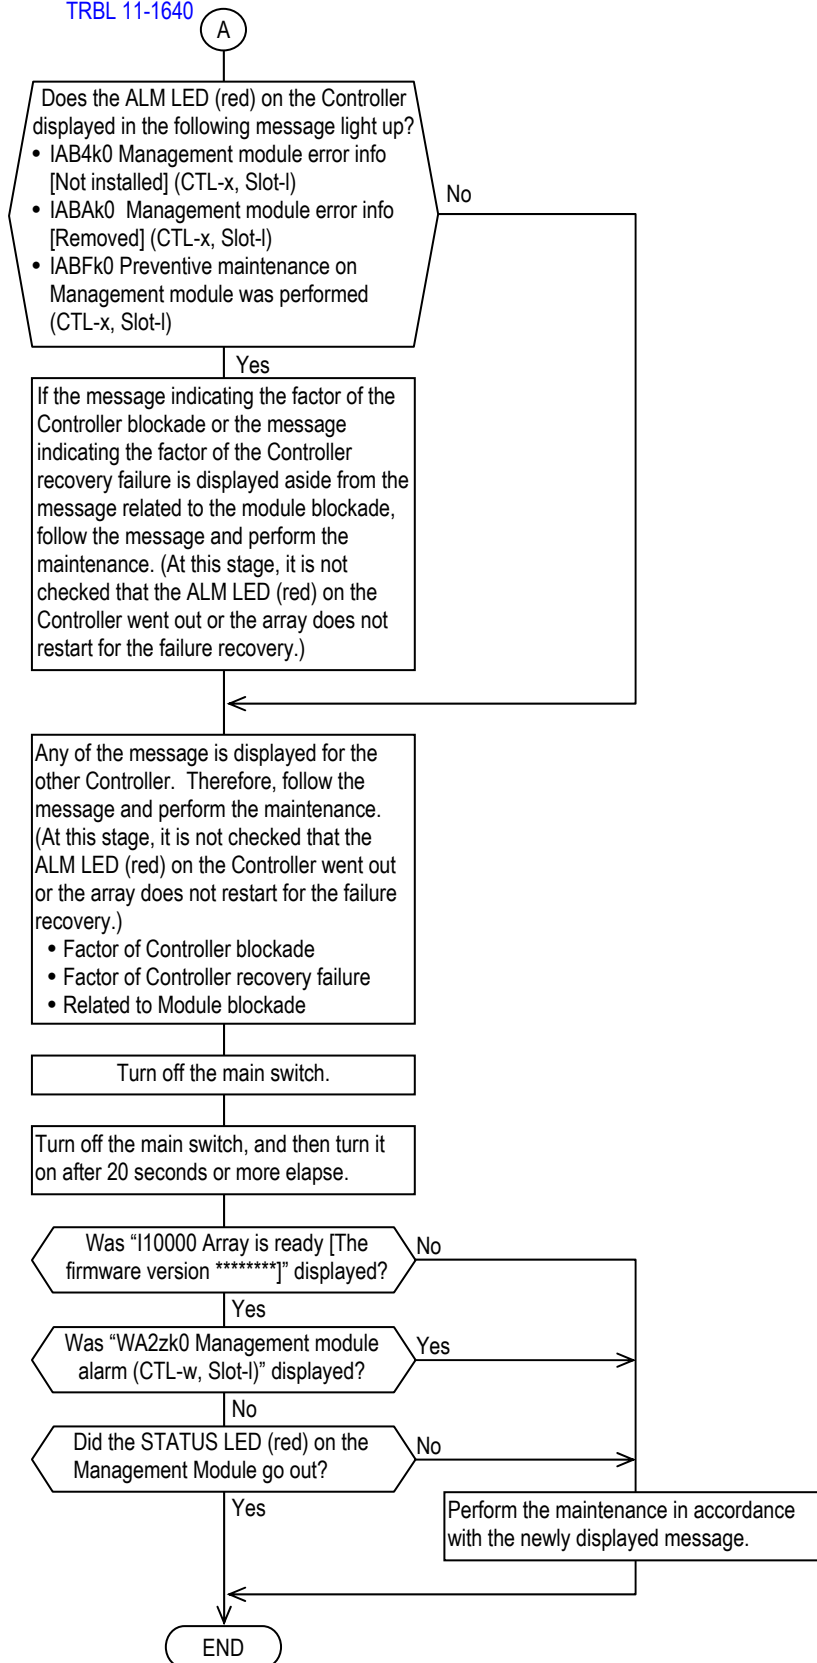 TRBL 11-1640
A
Does the ALM LED (red) on the Controller
displayed in the following message light up?
• IAB4k0 Management module error info
[Not installed] (CTL-x, Slot-l)
• IABAk0  Management module error info
[Removed] (CTL-x, Slot-l)
• IABFk0 Preventive maintenance on
Management module was performed
(CTL-x, Slot-l)
No
Yes
If the message indicating the factor of the
Controller blockade or the message
indicating the factor of the Controller
recovery failure is displayed aside from the
message related to the module blockade,
follow the message and perform the
maintenance. (At this stage, it is not
checked that the ALM LED (red) on the
Controller went out or the array does not
restart for the failure recovery.)
Any of the message is displayed for the
other Controller.  Therefore, follow the
message and perform the maintenance.
(At this stage, it is not checked that the
ALM LED (red) on the Controller went out
or the array does not restart for the failure
recovery.)
• Factor of Controller blockade
• Factor of Controller recovery failure
• Related to Module blockade
Turn off the main switch.
Turn off the main switch, and then turn it
on after 20 seconds or more elapse.
Was “I10000 Array is ready [The
firmware version ********]” displayed?
No
Yes
Was “WA2zk0 Management module
alarm (CTL-w, Slot-l)” displayed?
Yes
No
Did the STATUS LED (red) on the
Management Module go out?
No
Yes
Perform the maintenance in accordance
with the newly displayed message.
END